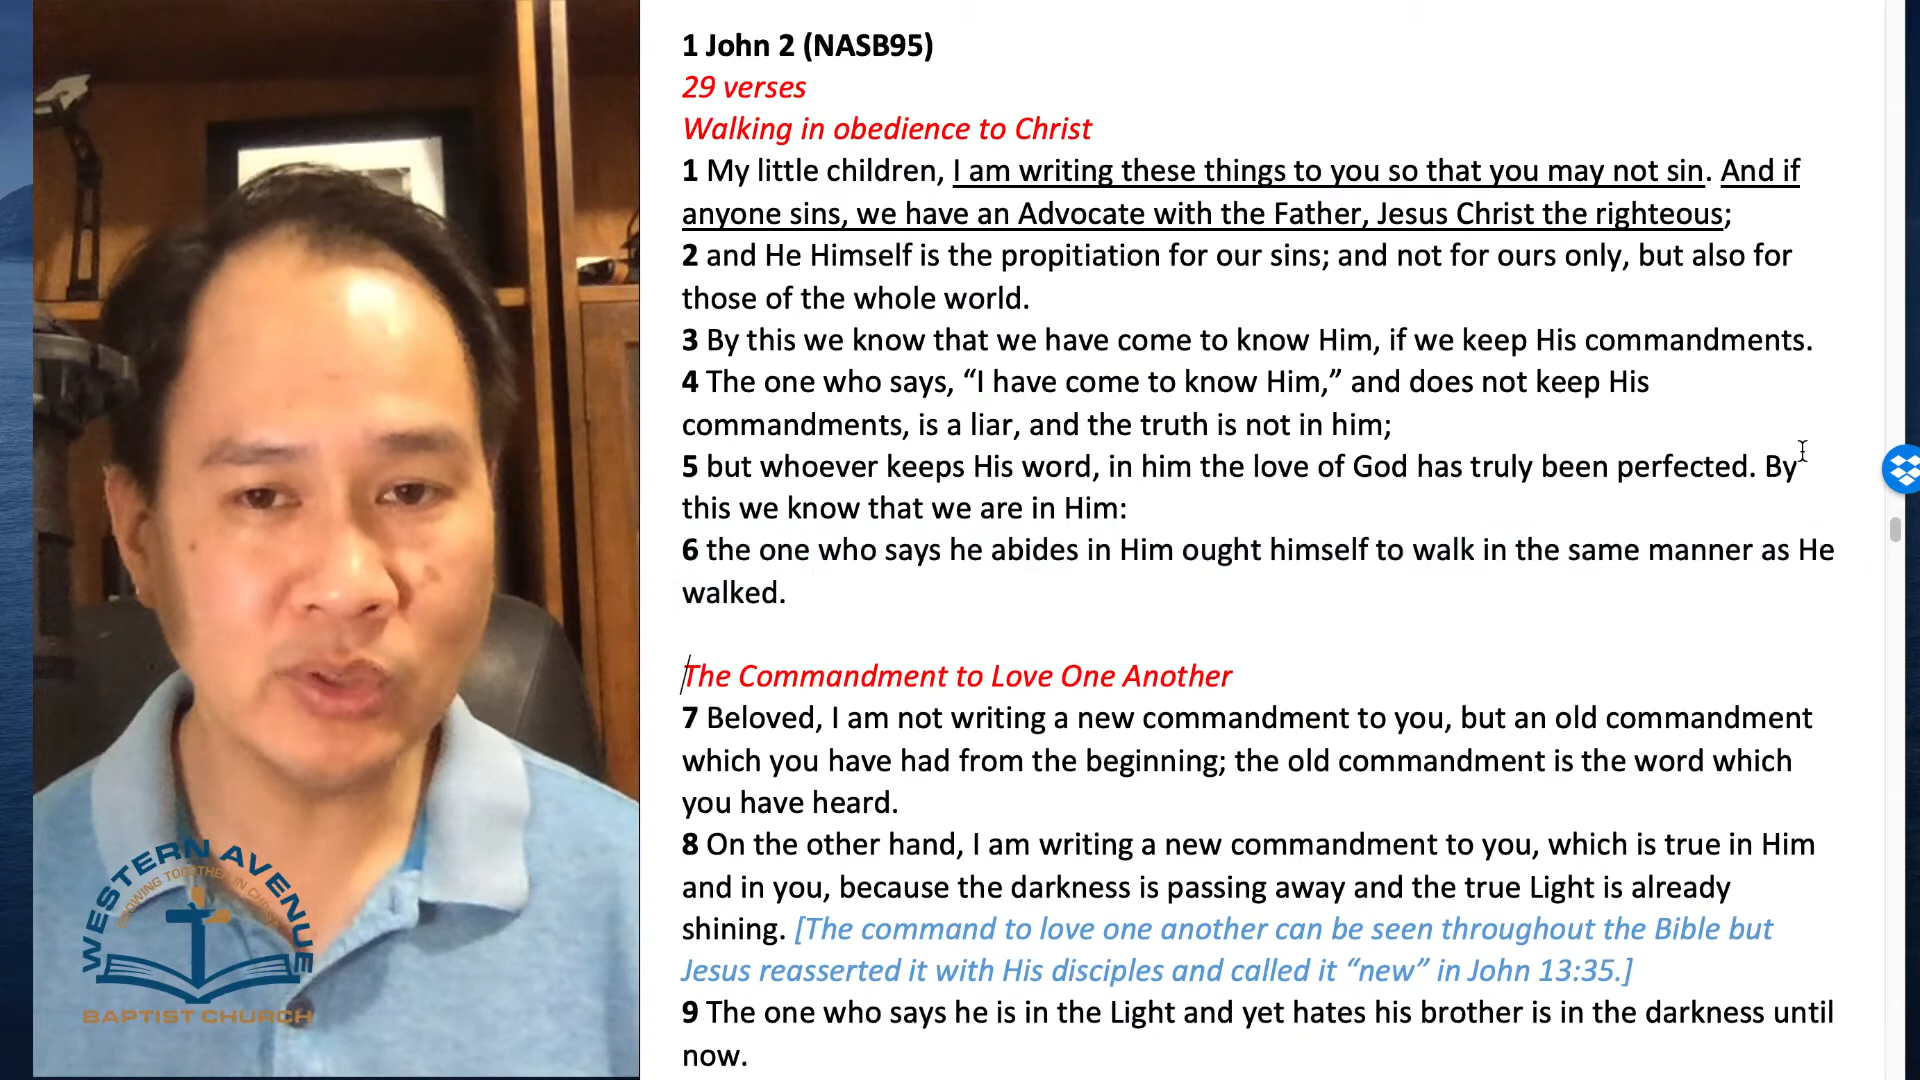 1 John 2 (NASB95)
29 verses
Walking in obedience to Christ
1 My little children, I am writing these things to you so that you may not sin. And if
anyone sins, we have an Advocate with the Father, Jesus Christ the righteous;
2 and He Himself is the propitiation for our sins; and not for ours only, but also for
those of the whole world.
3 By this we know that we have come to know Him, if we keep His commandments.
4 The one who says, “I have come to know Him,” and does not keep His
commandments, is a liar, and the truth is not in him;
5 but whoever keeps His word, in him the love of God has truly been perfected. By
this we know that we are in Him:
6 the one who says he abides in Him ought himself to walk in the same manner as He
walked.
The Commandment to Love One Another
7 Beloved, I am not writing a new commandment to you, but an old commandment
which you have had from the beginning; the old commandment is the word which
you have heard.
8 On the other hand, I am writing a new commandment to you, which is true in Him
and in you, because the darkness is passing away and the true Light is already
shining. [The command to love one another can be seen throughout the Bible but
Jesus reasserted it with His disciples and called it “new” in John 13:35.]
9 The one who says he is in the Light and yet hates his brother is in the darkness until
now.
WESTERN AVENUE
GROWING TOGETHER IN CHRIST
BAPTIST CHURCH